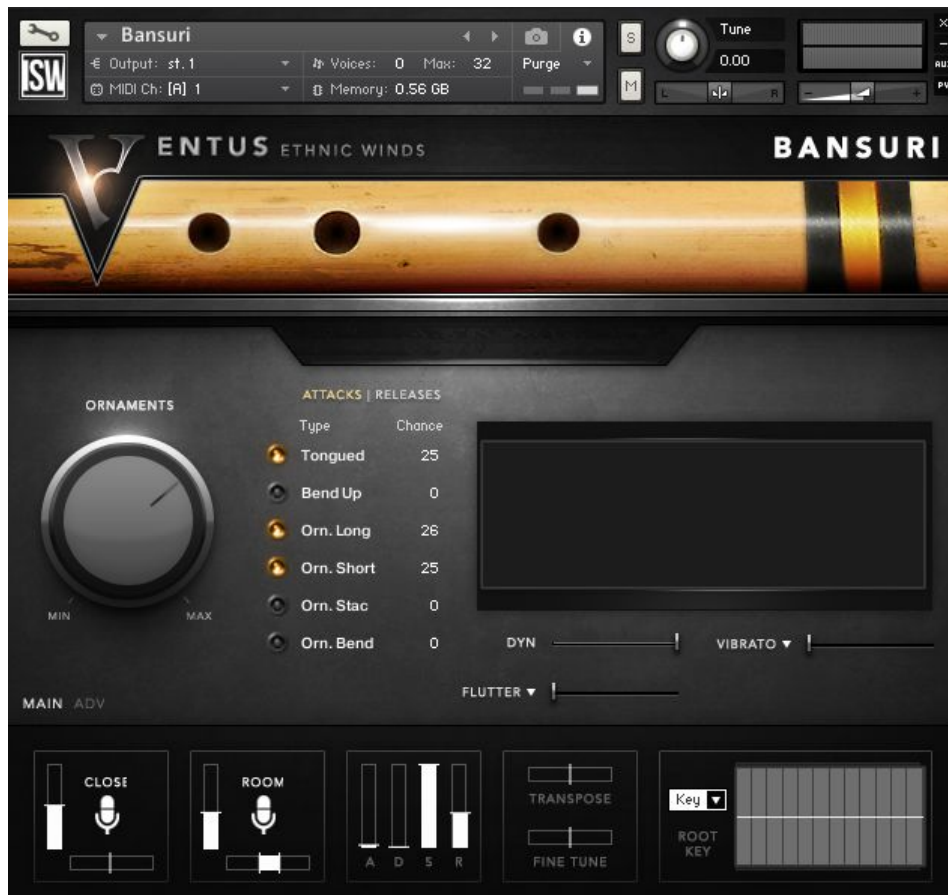 Bansuri
S
Tune
Output: st. 1
Voices: 0 Max: 32
Purge
0.00
ISW
MIDI Ch: [A] 1
Memory: 0.56 GB
M
L
R
AUX
PV
VENTUS ETHNIC WINDS
BANSURI
ORNAMENTS
MIN
MAX
ATTACKS | RELEASES
Type Chance
Tongued 25
Bend Up 0
Orn. Long 26
Orn. Short 25
Orn. Stac 0
Orn. Bend 0
DYN
VIBRATO
FLUTTER
MAIN ADV
CLOSE
ROOM
A D S R
TRANSPOSE
FINE TUNE
Key
ROOT
KEY